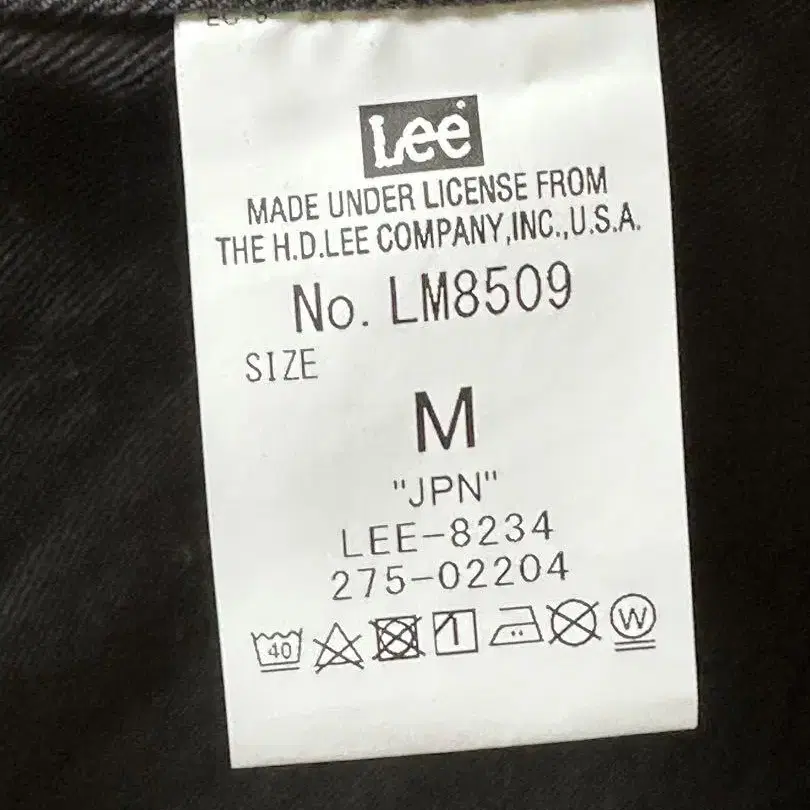 Lee
MADE UNDER LICENSE FROM
THE H.D.LEE COMPANY,INC.,U.S.A.
No. LM8509
SIZE
M
"JPN"
LEE-8234
275-02204
40
W